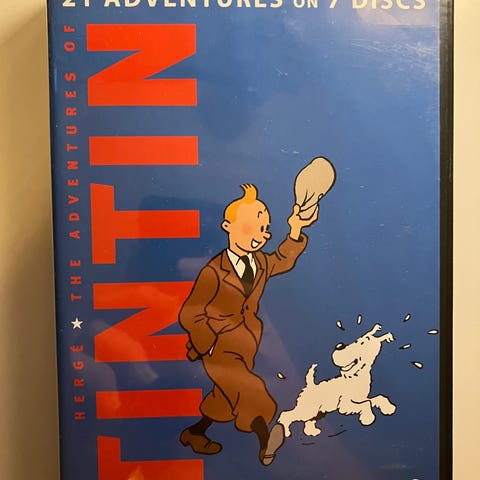 21 ADVENTURES ON 7 DISCS
HERGÉ ★ THE ADVENTURES OF
TINTIN